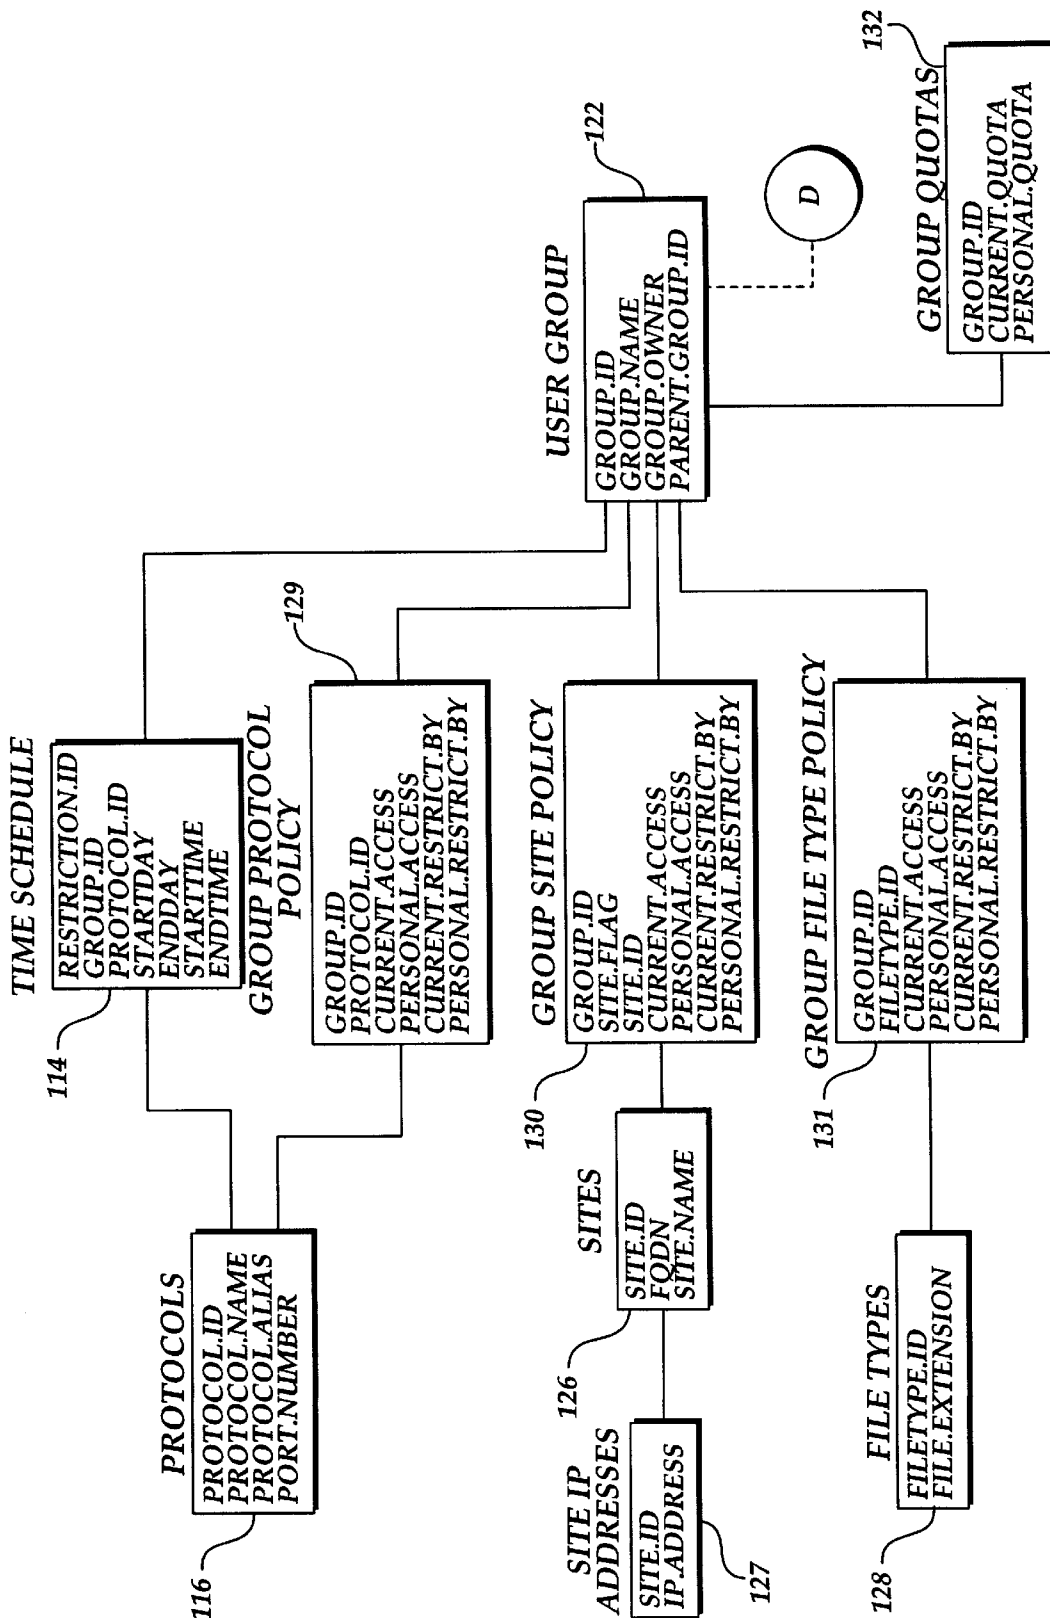 PROTOCOLS
PROTOCOL.ID
PROTOCOL.NAME
PROTOCOL.ALIAS
PORT.NUMBER
116
TIME SCHEDULE
RESTRICTION.ID
GROUP.ID
PROTOCOL.ID
STARTDAY
ENDDAY
STARTTIME
ENDTIME
114
GROUP PROTOCOL
POLICY
GROUP.ID
PROTOCOL.ID
CURRENT.ACCESS
PERSONAL.ACCESS
CURRENT.RESTRICT.BY
PERSONAL.RESTRICT.BY
129
SITE IP
ADDRESSES
SITE.ID
IP.ADDRESS
127
SITES
SITE.ID
FQDN
SITE.NAME
126
GROUP SITE POLICY
GROUP.ID
SITE.FLAG
SITE.ID
CURRENT.ACCESS
PERSONAL.ACCESS
CURRENT.RESTRICT.BY
PERSONAL.RESTRICT.BY
130
USER GROUP
GROUP.ID
GROUP.NAME
GROUP.OWNER
PARENT.GROUP.ID
122
D
FILE TYPES
FILETYPE.ID
FILE.EXTENSION
128
GROUP FILE TYPE POLICY
GROUP.ID
FILETYPE.ID
CURRENT.ACCESS
PERSONAL.ACCESS
CURRENT.RESTRICT.BY
PERSONAL.RESTRICT.BY
131
GROUP QUOTAS
GROUP.ID
CURRENT.QUOTA
PERSONAL.QUOTA
132